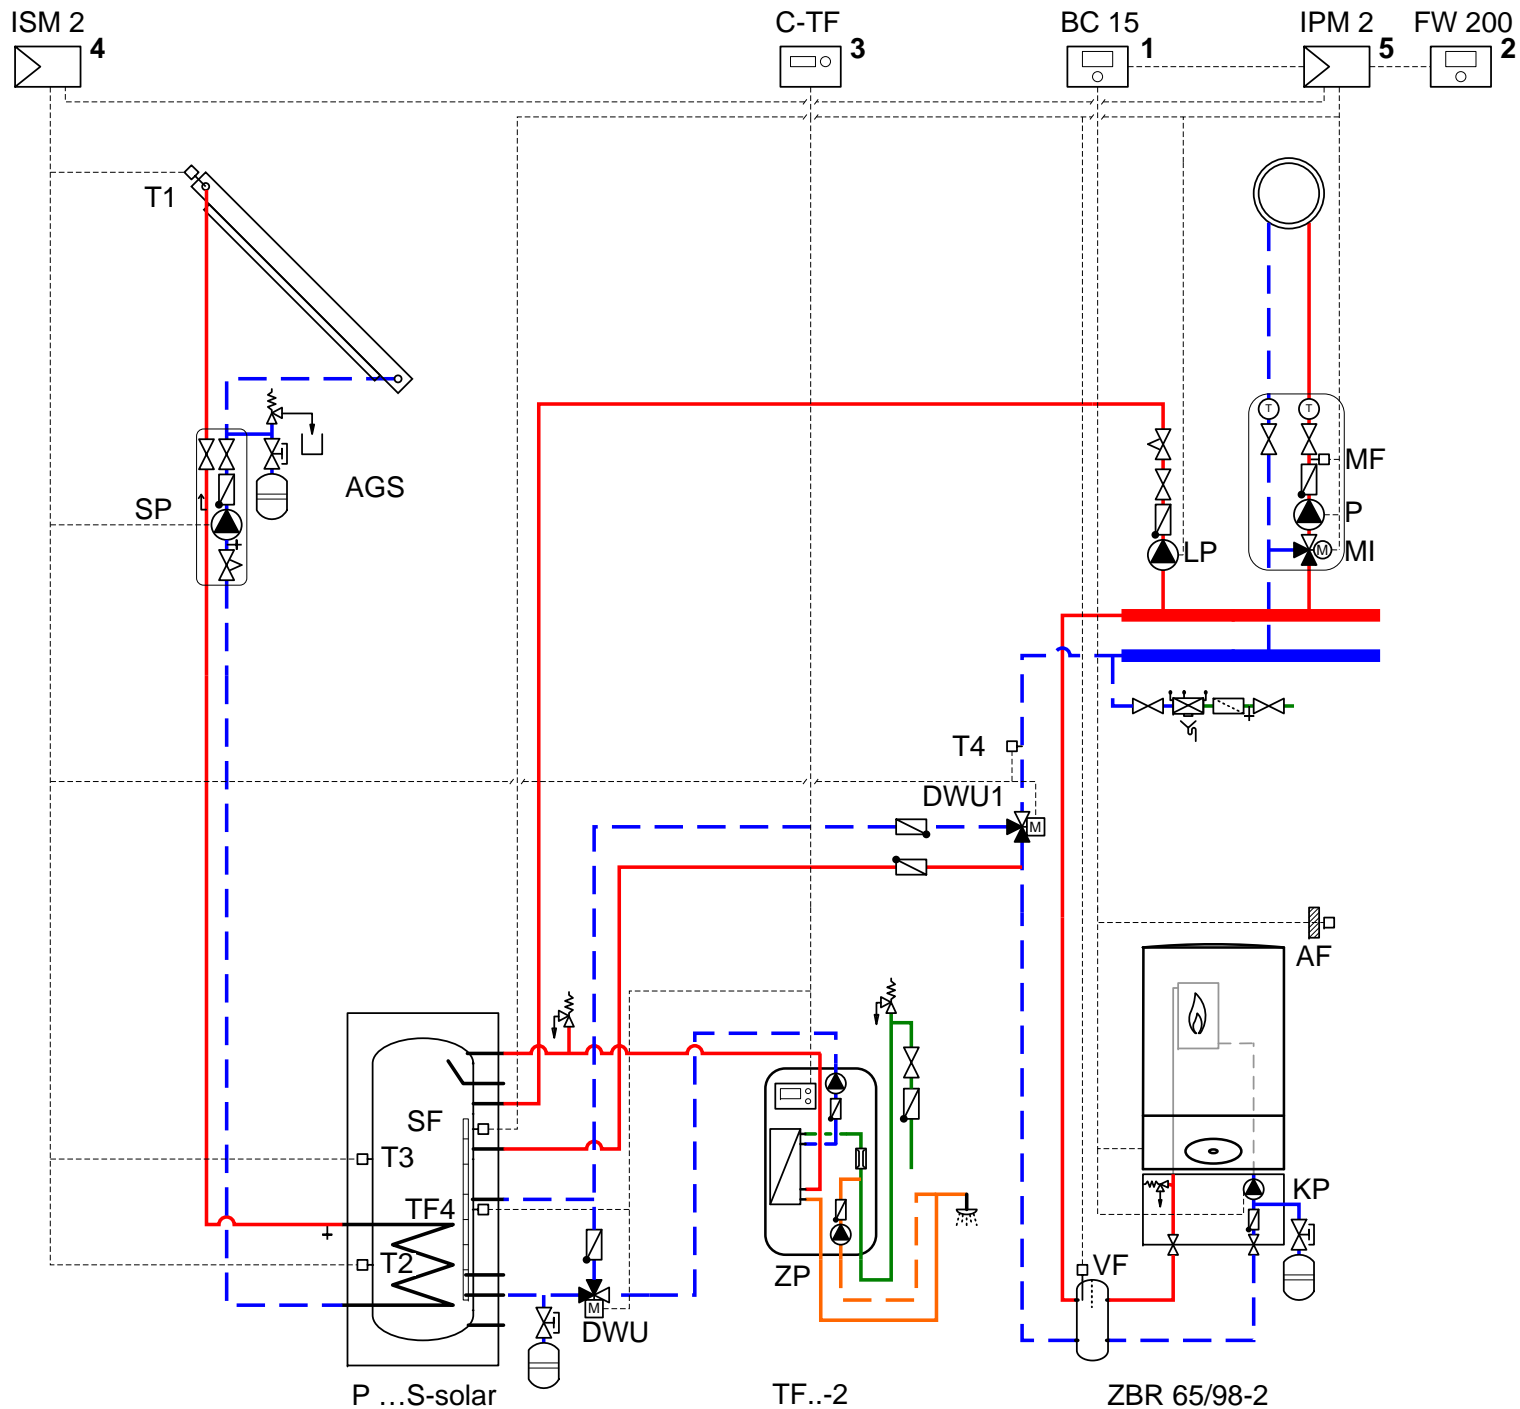 ISM 2
4
C-TF
3
BC 15
1
IPM 2
5
FW 200
2
T1
T
T
MF
AGS
SP
P
LP
M
MI
T4
DWU1
M
AF
SF
T3
TF4
KP
T2
ZP
VF
M
DWU
P ...S-solar
TF..-2
ZBR 65/98-2